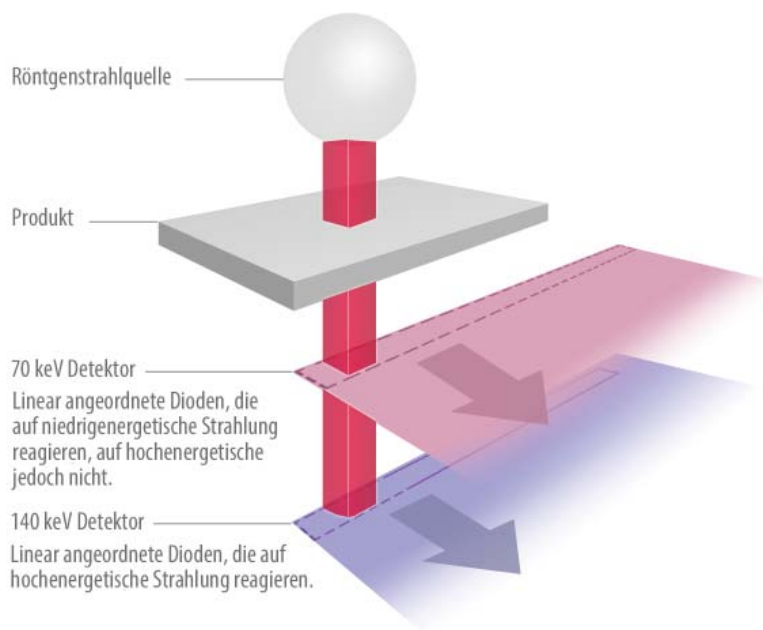 Röntgenstrahlquelle
Produkt
70 keV Detektor
Linear angeordnete Dioden, die
auf niedrigenergetische Strahlung
reagieren, auf hochenergetische
jedoch nicht.
140 keV Detektor
Linear angeordnete Dioden, die auf
hochenergetische Strahlung reagieren.